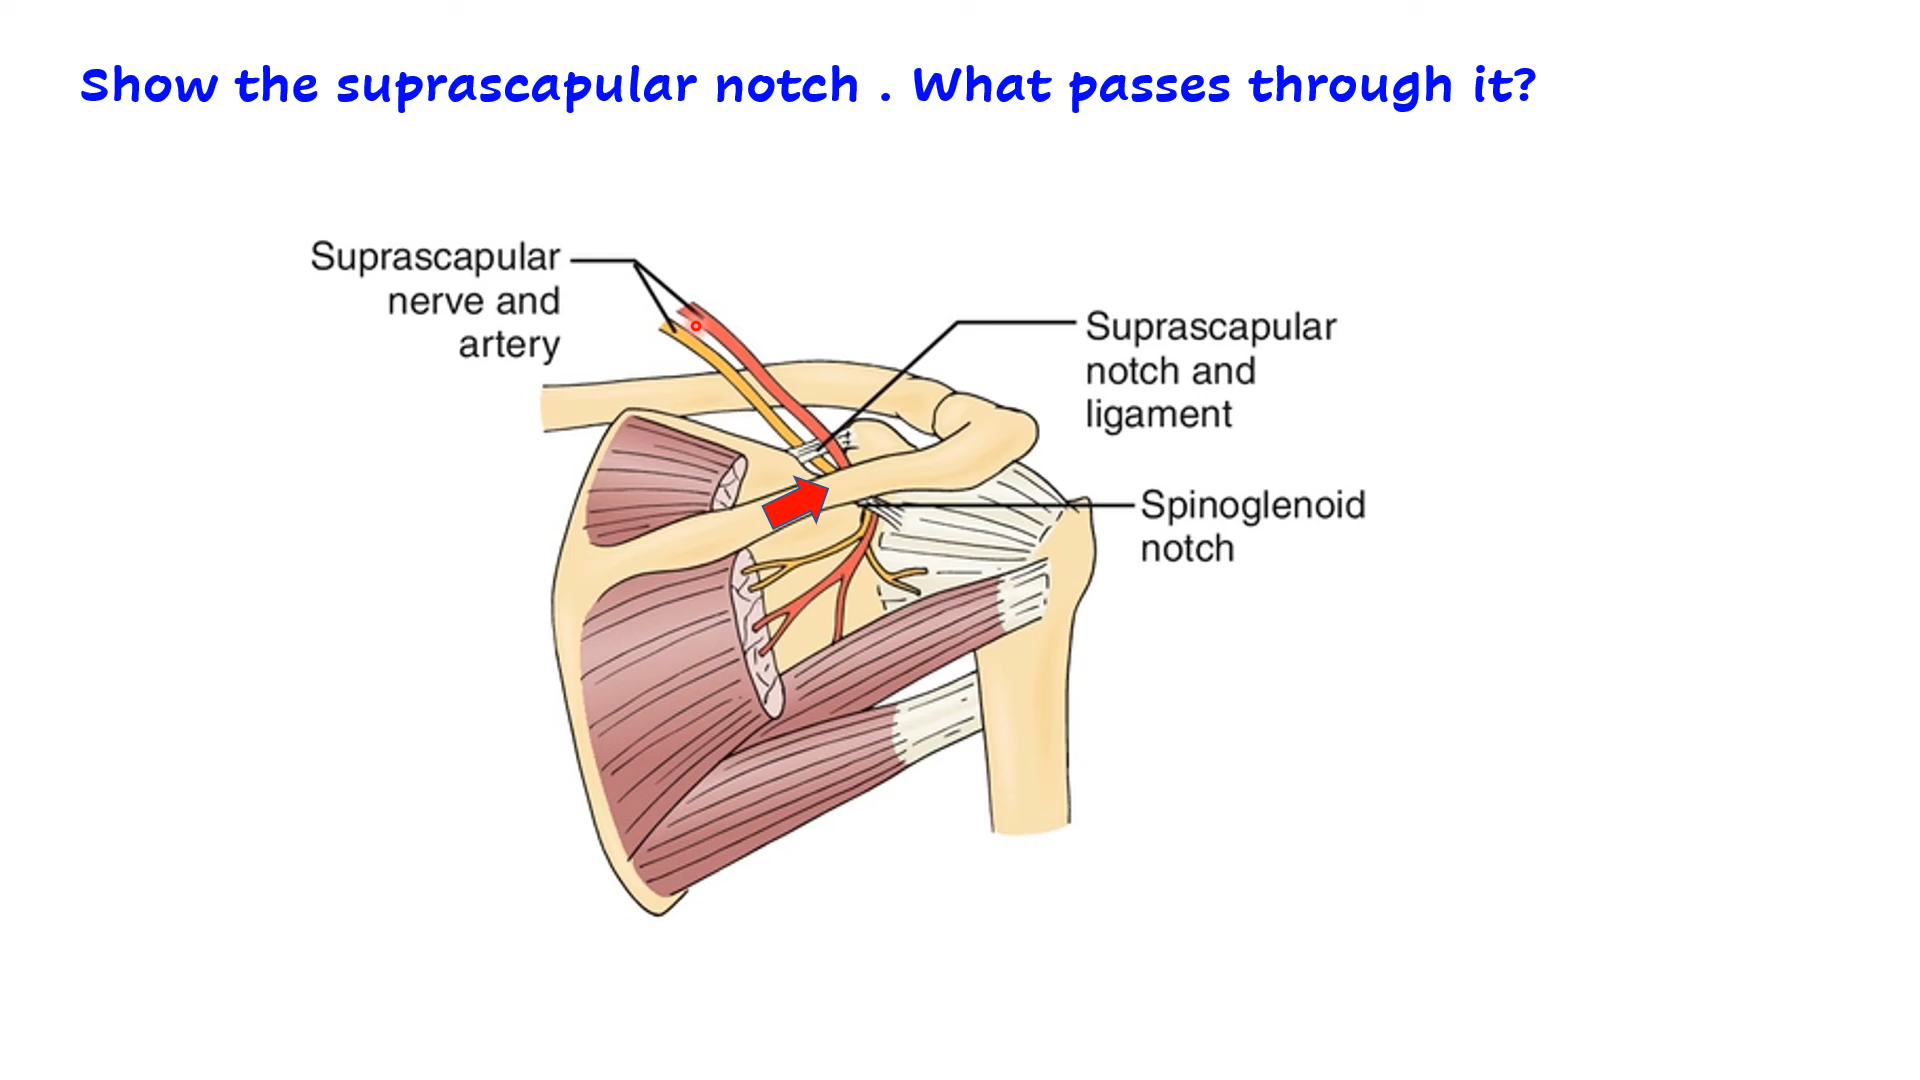 Show the suprascapular notch . What passes through it?
Suprascapular
nerve and
artery
Suprascapular
notch and
ligament
Spinoglenoid
notch